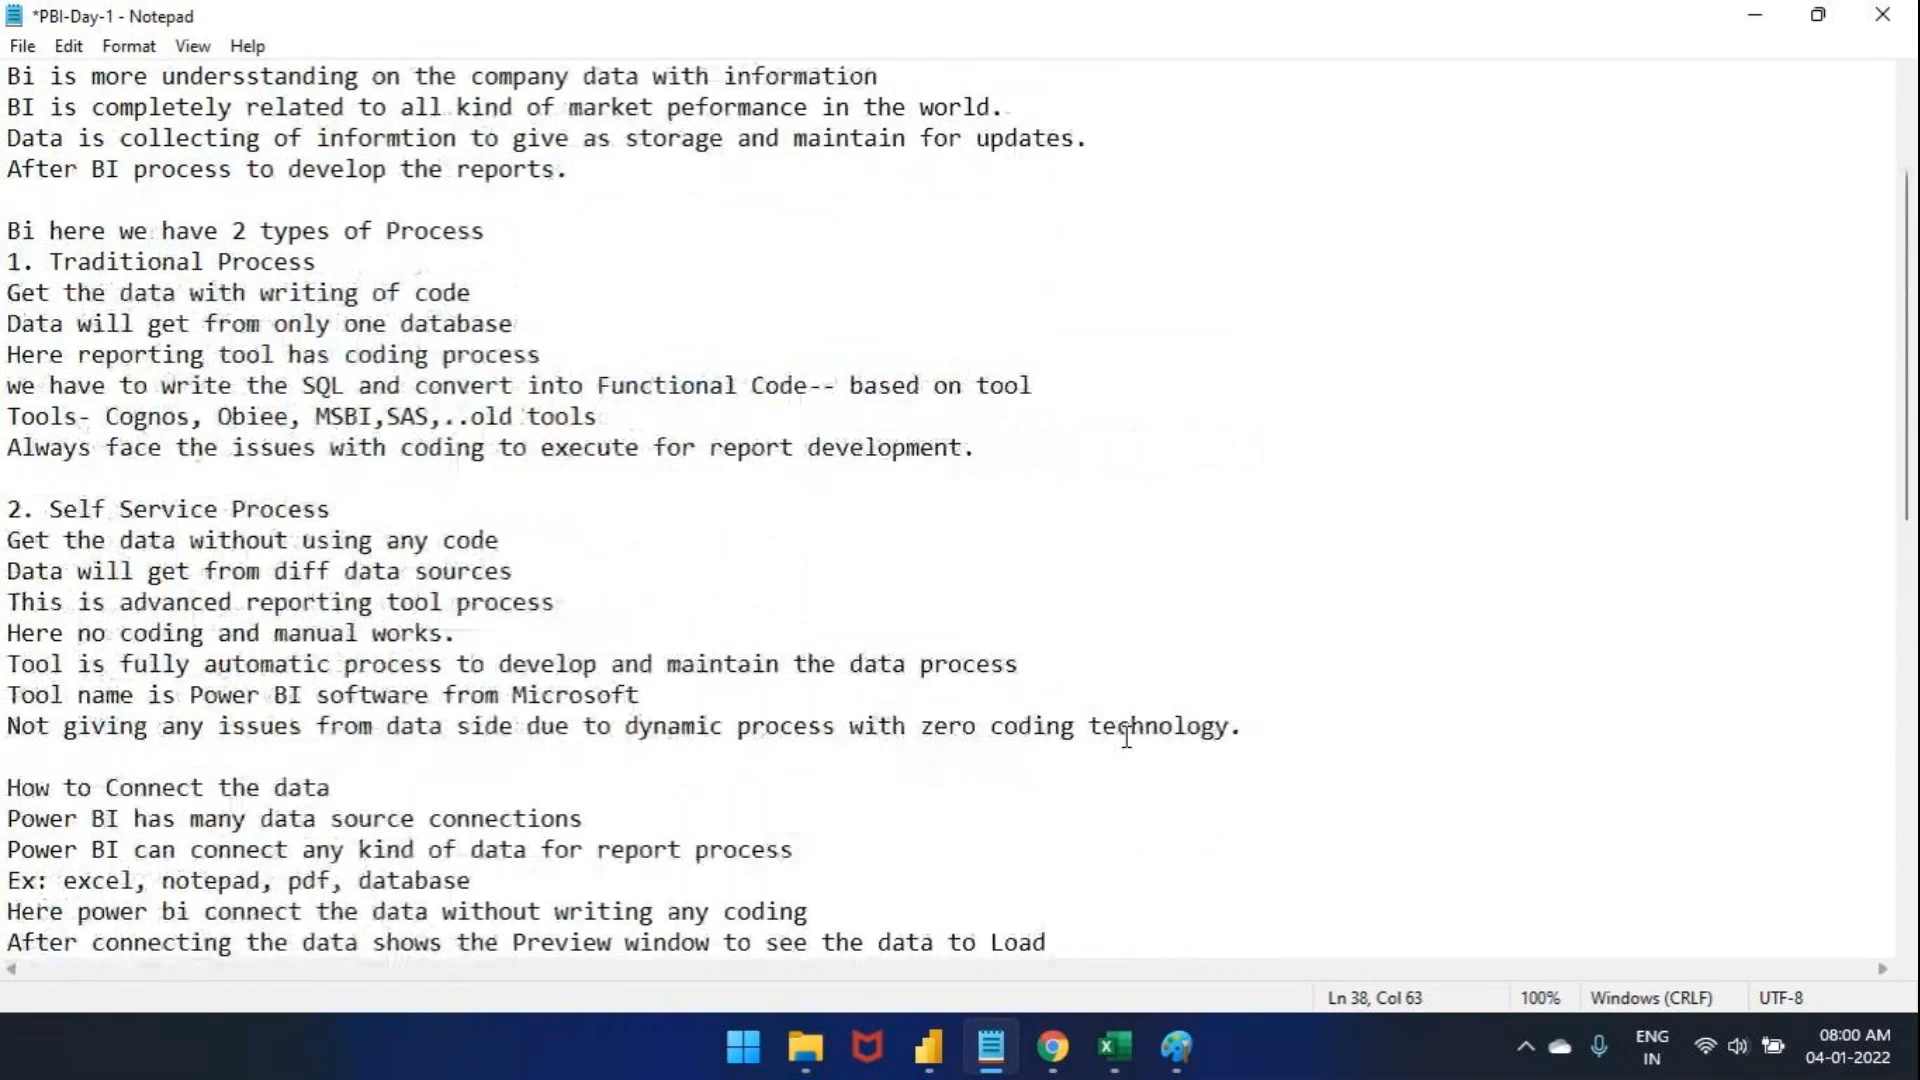 *PBI-Day-1 - Notepad
File Edit Format View Help
Bi is more undersstanding on the company data with information
BI is completely related to all kind of market peformance in the world.
Data is collecting of informtion to give as storage and maintain for updates.
After BI process to develop the reports.
Bi here we have 2 types of Process
1. Traditional Process
Get the data with writing of code
Data will get from only one database
Here reporting tool has coding process
we have to write the SQL and convert into Functional Code-- based on tool
Tools- Cognos, Obiee, MSBI,SAS,..old tools
Always face the issues with coding to execute for report development.
2. Self Service Process
Get the data without using any code
Data will get from diff data sources
This is advanced reporting tool process
Here no coding and manual works.
Tool is fully automatic process to develop and maintain the data process
Tool name is Power BI software from Microsoft
Not giving any issues from data side due to dynamic process with zero coding technology.
How to Connect the data
Power BI has many data source connections
Power BI can connect any kind of data for report process
Ex: excel, notepad, pdf, database
Here power bi connect the data without writing any coding
After connecting the data shows the Preview window to see the data to Load
Ln 38, Col 63 100% Windows (CRLF) UTF-8
ENG 08:00 AM
IN 04-01-2022